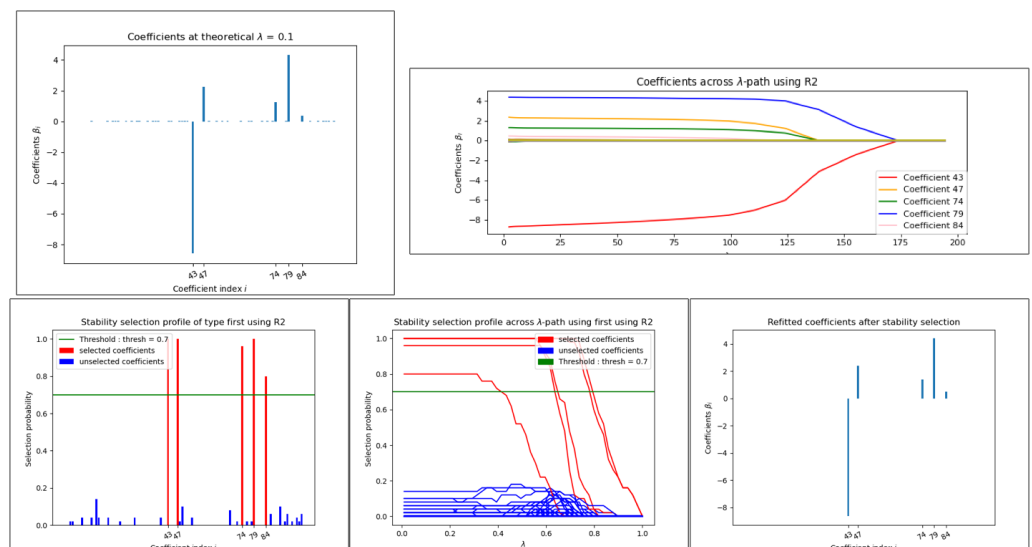 Coefficients at theoretical λ = 0.1
4
2
0
−2
−4
−6
−8
Coefficients βi
43
47
74
79
84
Coefficient index i
Coefficients across λ-path using R2
4
2
0
−2
−4
−6
−8
Coefficients βi
Coefficient 43
Coefficient 47
Coefficient 74
Coefficient 79
Coefficient 84
0 25 50 75 100 125 150 175 200
Stability selection profile of type first using R2
Threshold : thresh = 0.7
selected coefficients
unselected coefficients
1.0
0.8
0.6
0.4
0.2
0.0
Selection probability
43
47
74
79
84
Coefficient index i
Stability selection profile across λ-path using first using R2
selected coefficients
unselected coefficients
Threshold : thresh = 0.7
1.0
0.8
0.6
0.4
0.2
0.0
Selection probability
0.0 0.2 0.4 0.6 0.8 1.0
λ
Refitted coefficients after stability selection
4
2
0
−2
−4
−6
−8
Coefficients βi
43
47
74
79
84
Coefficient index i